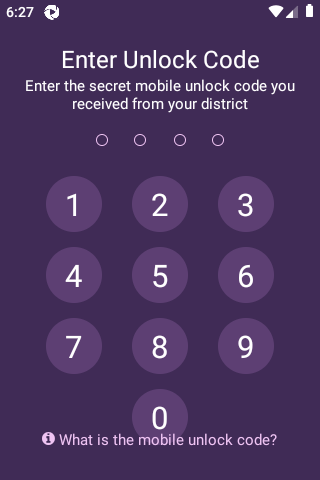 6:27
Enter Unlock Code
Enter the secret mobile unlock code you
received from your district
1 2 3
4 5 6
7 8 9
0
What is the mobile unlock code?